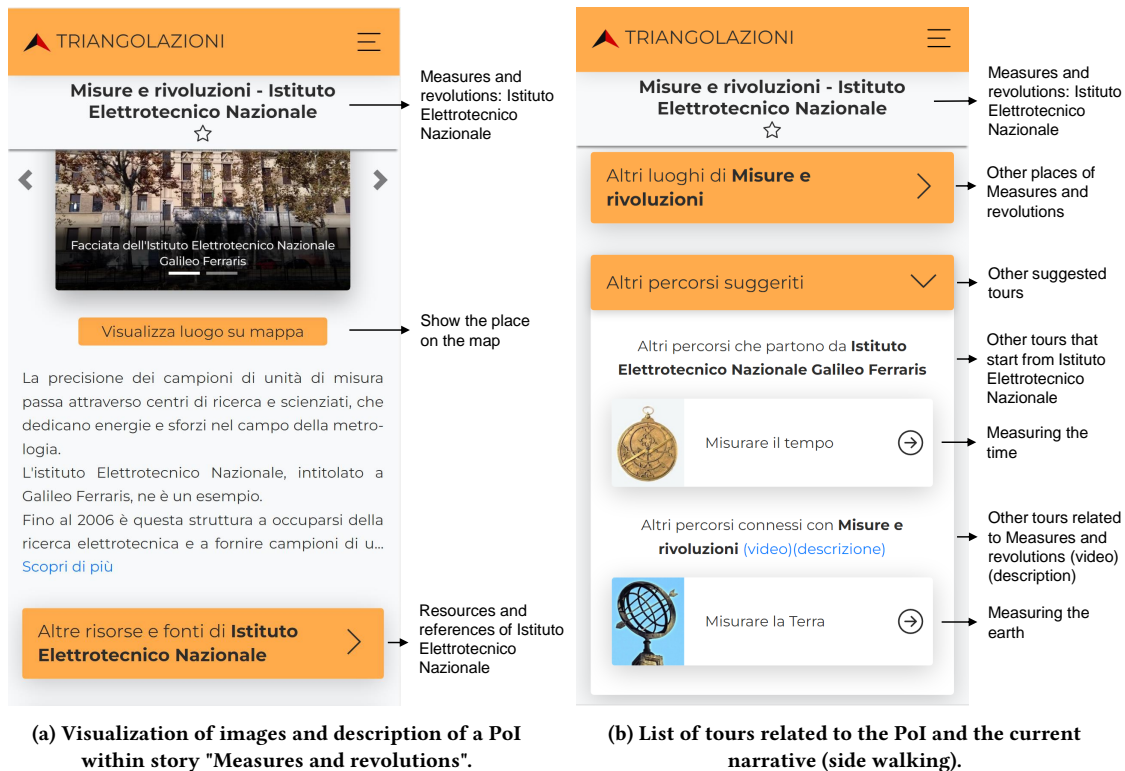 TRIANGOLAZIONI
Misure e rivoluzioni - Istituto
Elettrotecnico Nazionale
Facciata dell'Istituto Elettrotecnico Nazionale
Galileo Ferraris
Visualizza luogo su mappa
La precisione dei campioni di unità di misura
passa attraverso centri di ricerca e scienziati, che
dedicano energie e sforzi nel campo della metro-
logia.
L'istituto Elettrotecnico Nazionale, intitolato a
Galileo Ferraris, ne è un esempio.
Fino al 2006 è questa struttura a occuparsi della
ricerca elettrotecnica e a fornire campioni di u...
Scopri di più
Altre risorse e fonti di Istituto
Elettrotecnico Nazionale
Measures and
revolutions: Istituto
Elettrotecnico
Nazionale
Show the place
on the map
Resources and
references of Istituto
Elettrotecnico
Nazionale
(a) Visualization of images and description of a PoI
within story "Measures and revolutions".
TRIANGOLAZIONI
Misure e rivoluzioni - Istituto
Elettrotecnico Nazionale
Altri luoghi di Misure e
rivoluzioni
Altri percorsi suggeriti
Altri percorsi che partono da Istituto
Elettrotecnico Nazionale Galileo Ferraris
Misurare il tempo
Altri percorsi connessi con Misure e
rivoluzioni (video)(descrizione)
Misurare la Terra
Measures and
revolutions: Istituto
Elettrotecnico
Nazionale
Other places of
Measures and
revolutions
Other suggested
tours
Other tours that
start from Istituto
Elettrotecnico
Nazionale
Measuring the
time
Other tours related
to Measures and
revolutions (video)
(description)
Measuring the
earth
(b) List of tours related to the PoI and the current
narrative (side walking).